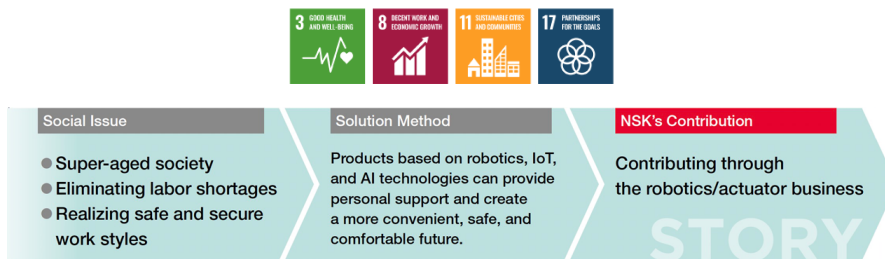 3 GOOD HEALTH
AND WELL-BEING
8 DECENT WORK AND
ECONOMIC GROWTH
11 SUSTAINABLE CITIES
AND COMMUNITIES
17 PARTNERSHIPS
FOR THE GOALS
Social Issue
● Super-aged society
● Eliminating labor shortages
● Realizing safe and secure
work styles
Solution Method
Products based on robotics, IoT,
and AI technologies can provide
personal support and create
a more convenient, safe, and
comfortable future.
NSK's Contribution
Contributing through
the robotics/actuator business
STORY